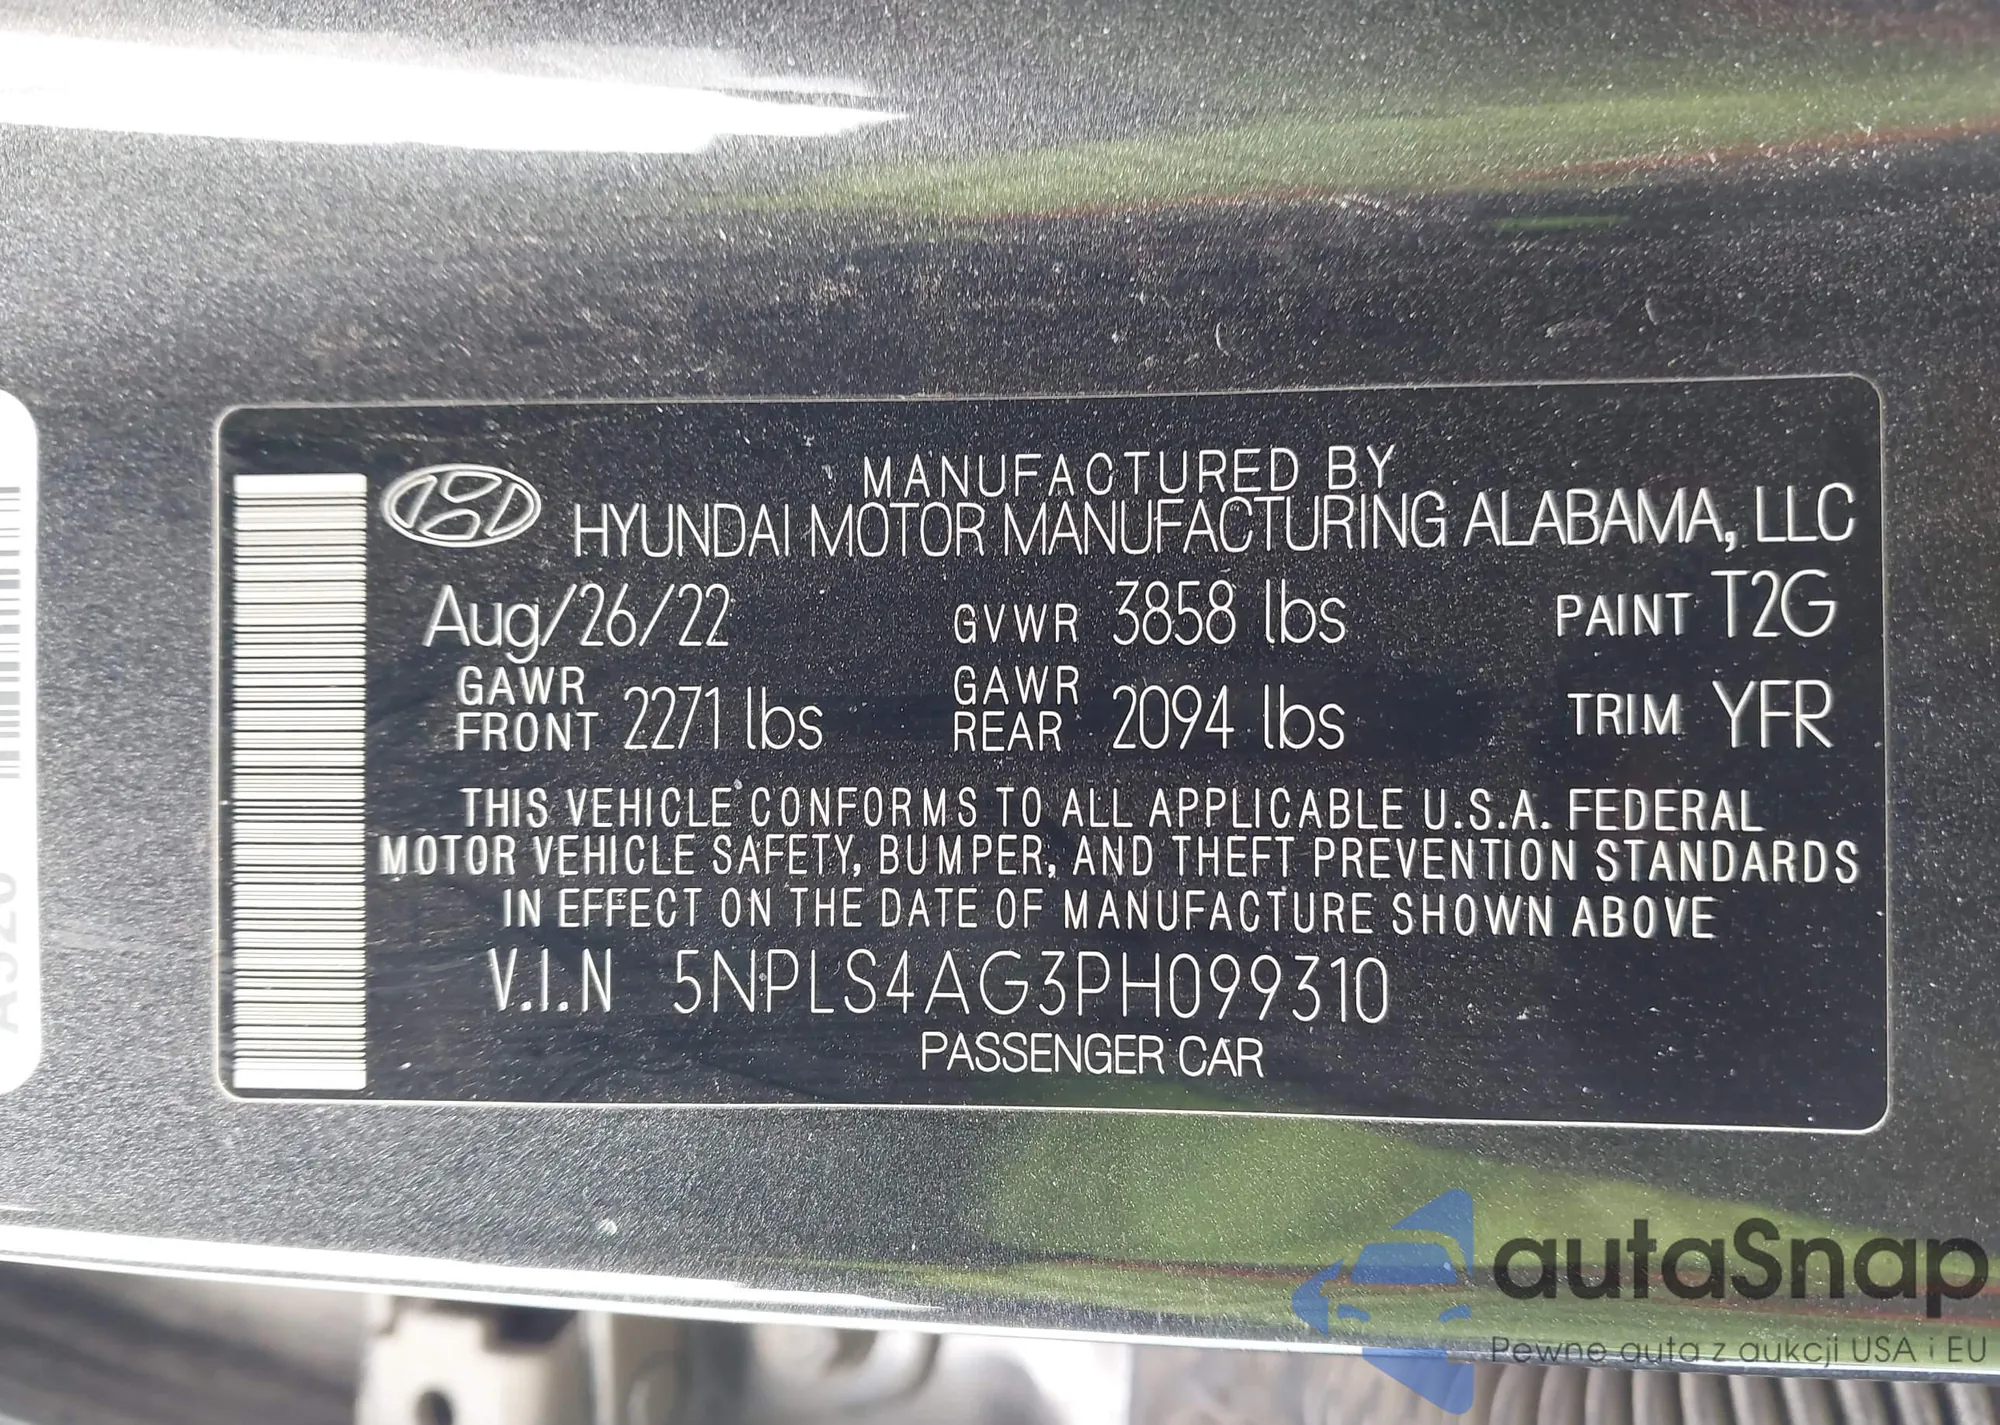 MANUFACTURED BY
HYUNDAI MOTOR MANUFACTURING ALABAMA, LLC
Aug/26/22 GVWR 3858 lbs PAINT T2G
GAWR FRONT 2271 lbs GAWR REAR 2094 lbs TRIM YFR
THIS VEHICLE CONFORMS TO ALL APPLICABLE U.S.A. FEDERAL
MOTOR VEHICLE SAFETY, BUMPER, AND THEFT PREVENTION STANDARDS
IN EFFECT ON THE DATE OF MANUFACTURE SHOWN ABOVE
V.I.N 5NPLS4AG3PH099310
PASSENGER CAR
autaSnap
Pewne auta z aukcji USA i EU